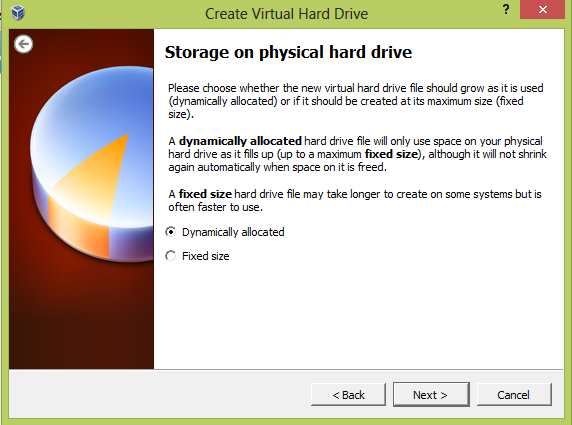 Create Virtual Hard Drive
?
Storage on physical hard drive
Please choose whether the new virtual hard drive file should grow as it is used
(dynamically allocated) or if it should be created at its maximum size (fixed
size).
A dynamically allocated hard drive file will only use space on your physical
hard drive as it fills up (up to a maximum fixed size), although it will not shrink
again automatically when space on it is freed.
A fixed size hard drive file may take longer to create on some systems but is
often faster to use.
Dynamically allocated
Fixed size
< Back
Next >
Cancel